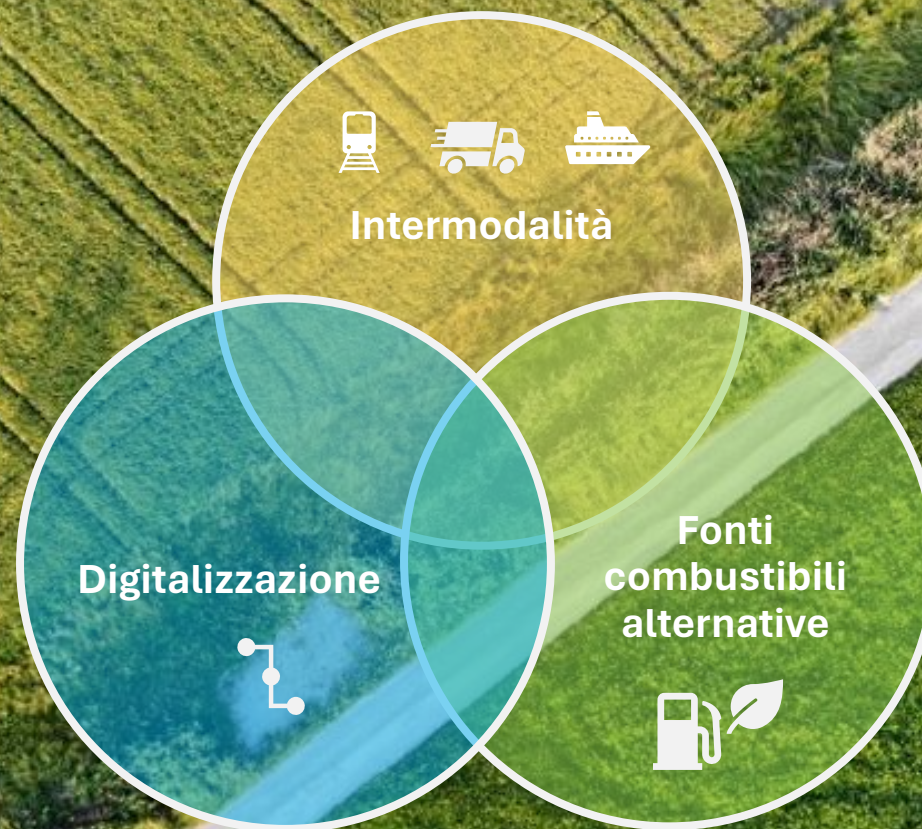 Intermodalità
Digitalizzazione
Fonti
combustibili
alternative